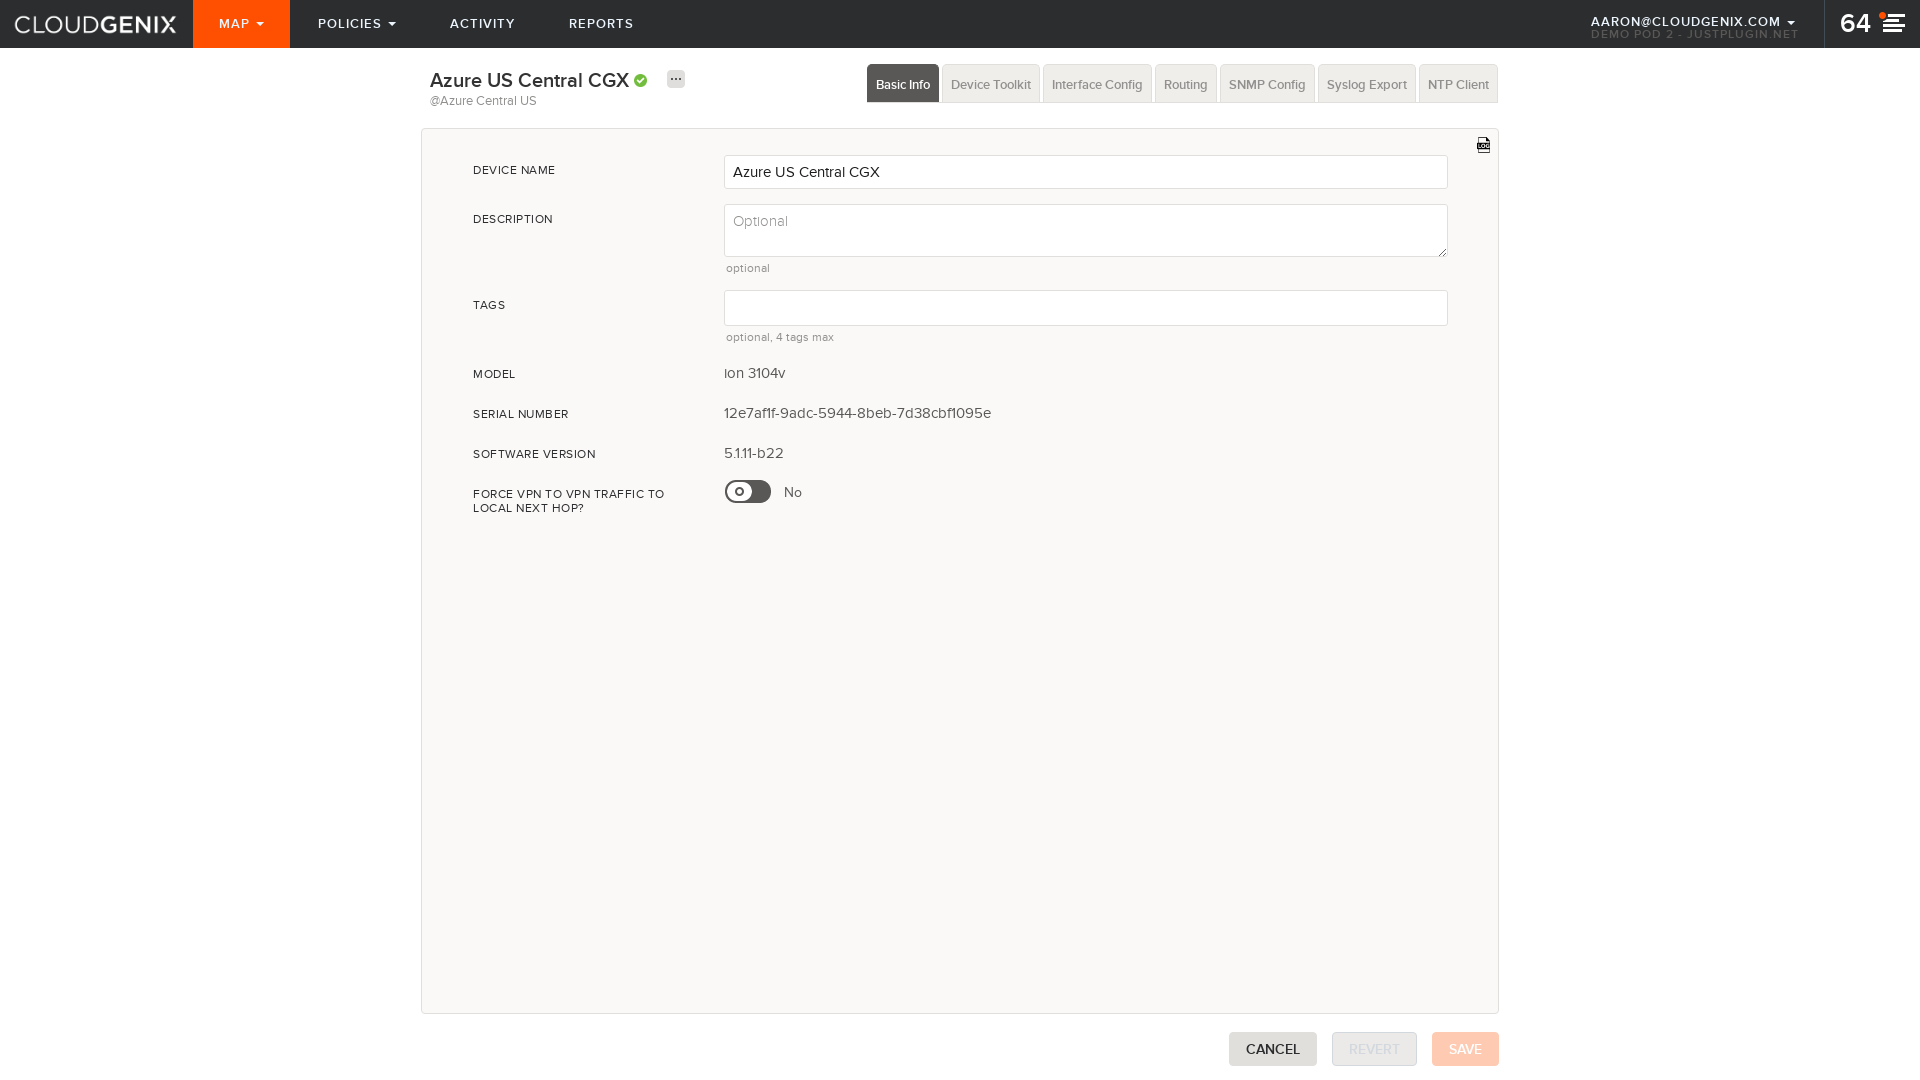 CLOUDGENIX
MAP
POLICIES
ACTIVITY
REPORTS
AARON@CLOUDGENIX.COM
DEMO POD 2 - JUSTPLUGIN.NET
64
Azure US Central CGX
@Azure Central US
Basic Info
Device Toolkit
Interface Config
Routing
SNMP Config
Syslog Export
NTP Client
LOG
DEVICE NAME
Azure US Central CGX
DESCRIPTION
Optional
optional
TAGS
optional, 4 tags max
MODEL
ion 3104v
SERIAL NUMBER
12e7af1f-9adc-5944-8beb-7d38cbf1095e
SOFTWARE VERSION
5.1.11-b22
FORCE VPN TO VPN TRAFFIC TO
LOCAL NEXT HOP?
No
CANCEL
REVERT
SAVE